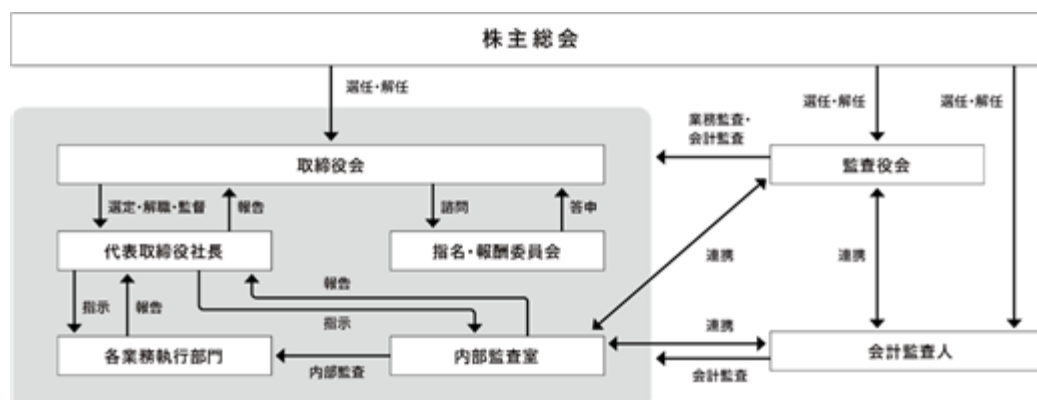 株主総会
選任・解任
選任・解任
選任・解任
業務監査・
会計監査
取締役会
監査役会
選定・解職・監督
報告
諮問
答申
代表取締役社長
指名・報酬委員会
連携
連携
報告
指示
報告
指示
連携
各業務執行部門
内部監査室
会計監査人
内部監査
会計監査